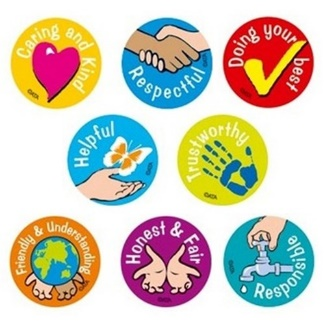 Caring and Kind
Respectful
Doing your best
Helpful
Trustworthy
Friendly & Understanding
Honest & Fair
Responsible